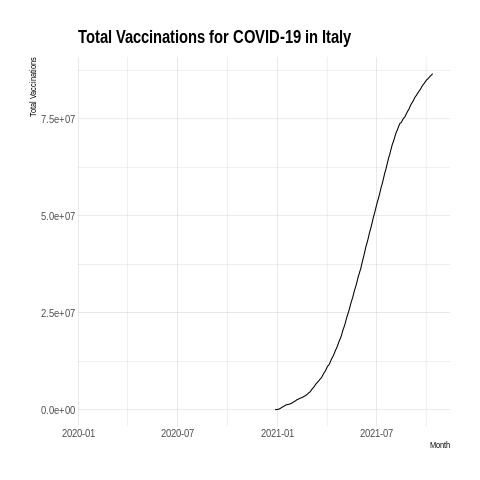 Total Vaccinations for COVID-19 in Italy
Total Vaccinations
7.5e+07
5.0e+07
2.5e+07
0.0e+00
2020-01
2020-07
2021-01
2021-07
Month